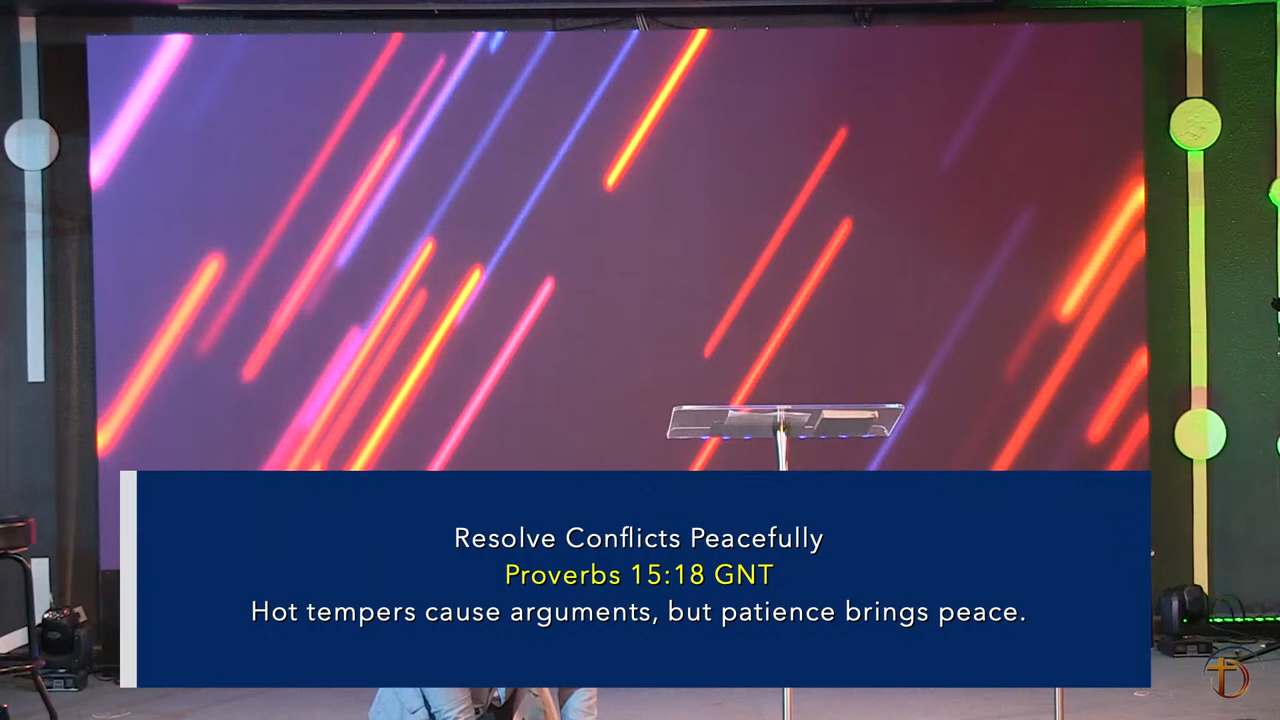 Resolve Conflicts Peacefully
Proverbs 15:18 GNT
Hot tempers cause arguments, but patience brings peace.